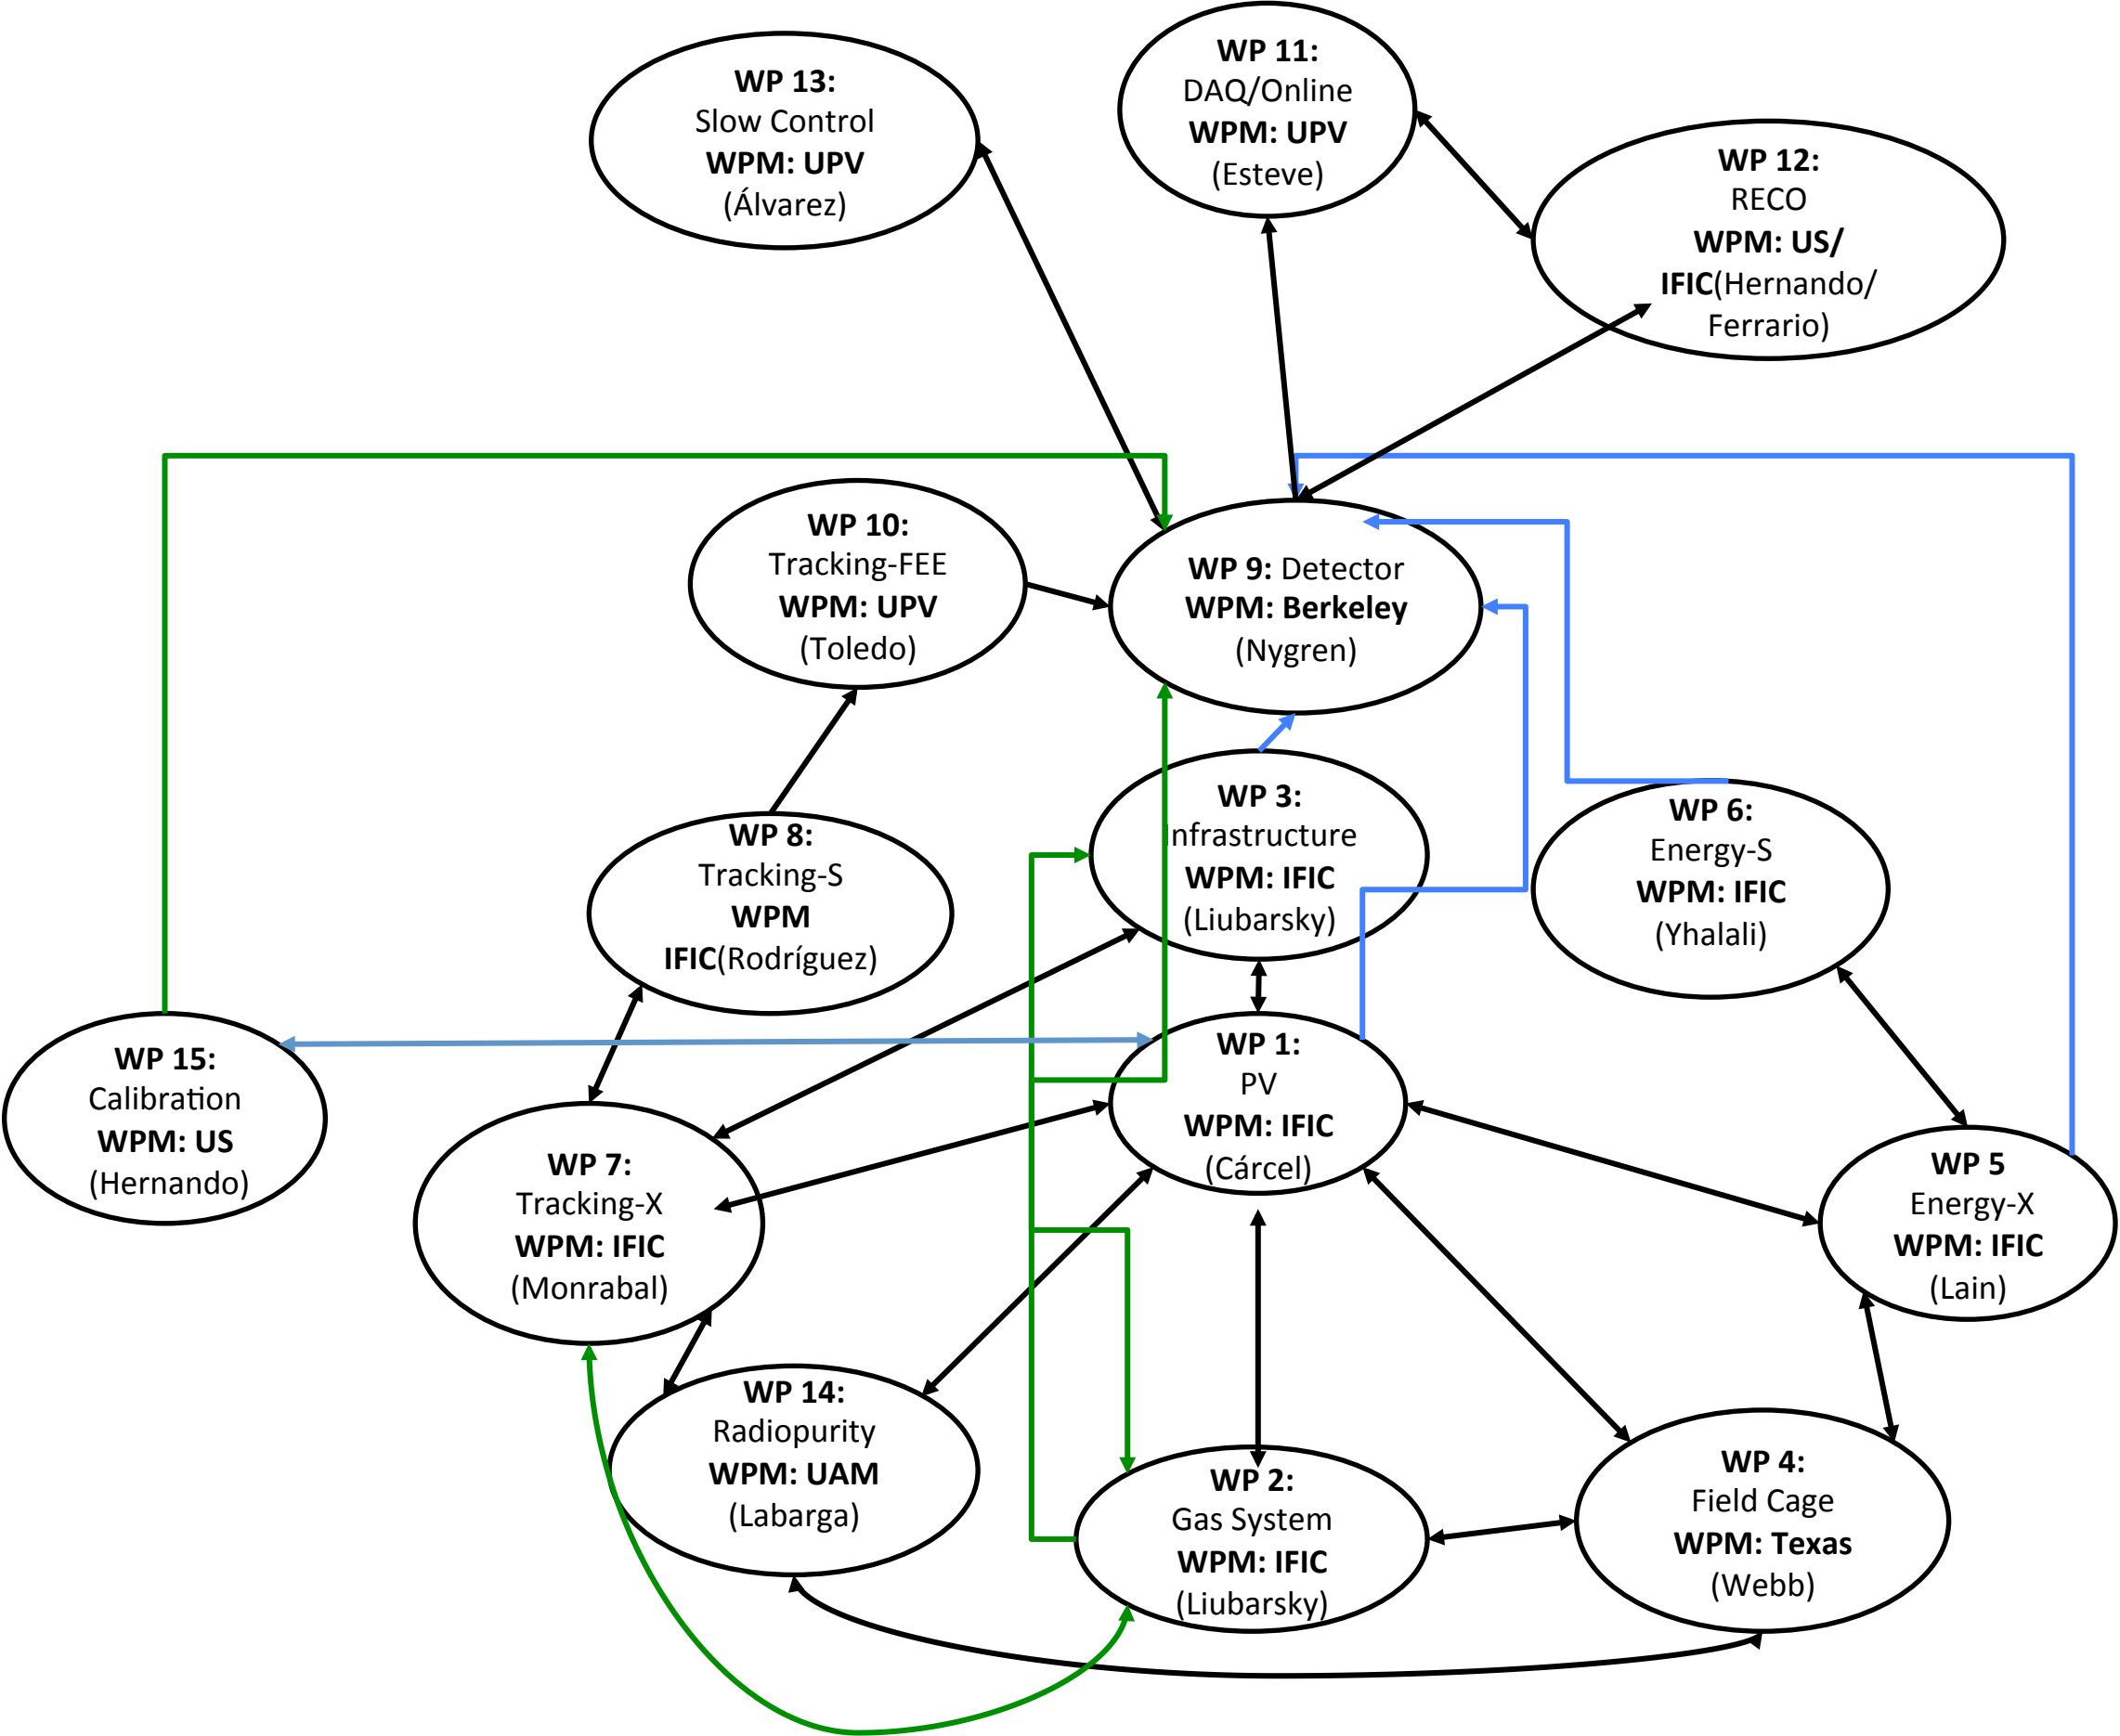 WP 11:
DAQ/Online
WPM: UPV
(Esteve)
WP 13:
Slow Control
WPM: UPV
(Álvarez)
WP 12:
RECO
WPM: US/
IFIC(Hernando/
Ferrario)
WP 10:
Tracking-FEE
WPM: UPV
(Toledo)
WP 9: Detector
WPM: Berkeley
(Nygren)
WP 3:
Infrastructure
WPM: IFIC
(Liubarsky)
WP 6:
Energy-S
WPM: IFIC
(Yhalali)
WP 8:
Tracking-S
WPM
IFIC(Rodríguez)
WP 15:
Calibration
WPM: US
(Hernando)
WP 1:
PV
WPM: IFIC
(Cárcel)
WP 7:
Tracking-X
WPM: IFIC
(Monrabal)
WP 5
Energy-X
WPM: IFIC
(Lain)
WP 14:
Radiopurity
WPM: UAM
(Labarga)
WP 2:
Gas System
WPM: IFIC
(Liubarsky)
WP 4:
Field Cage
WPM: Texas
(Webb)